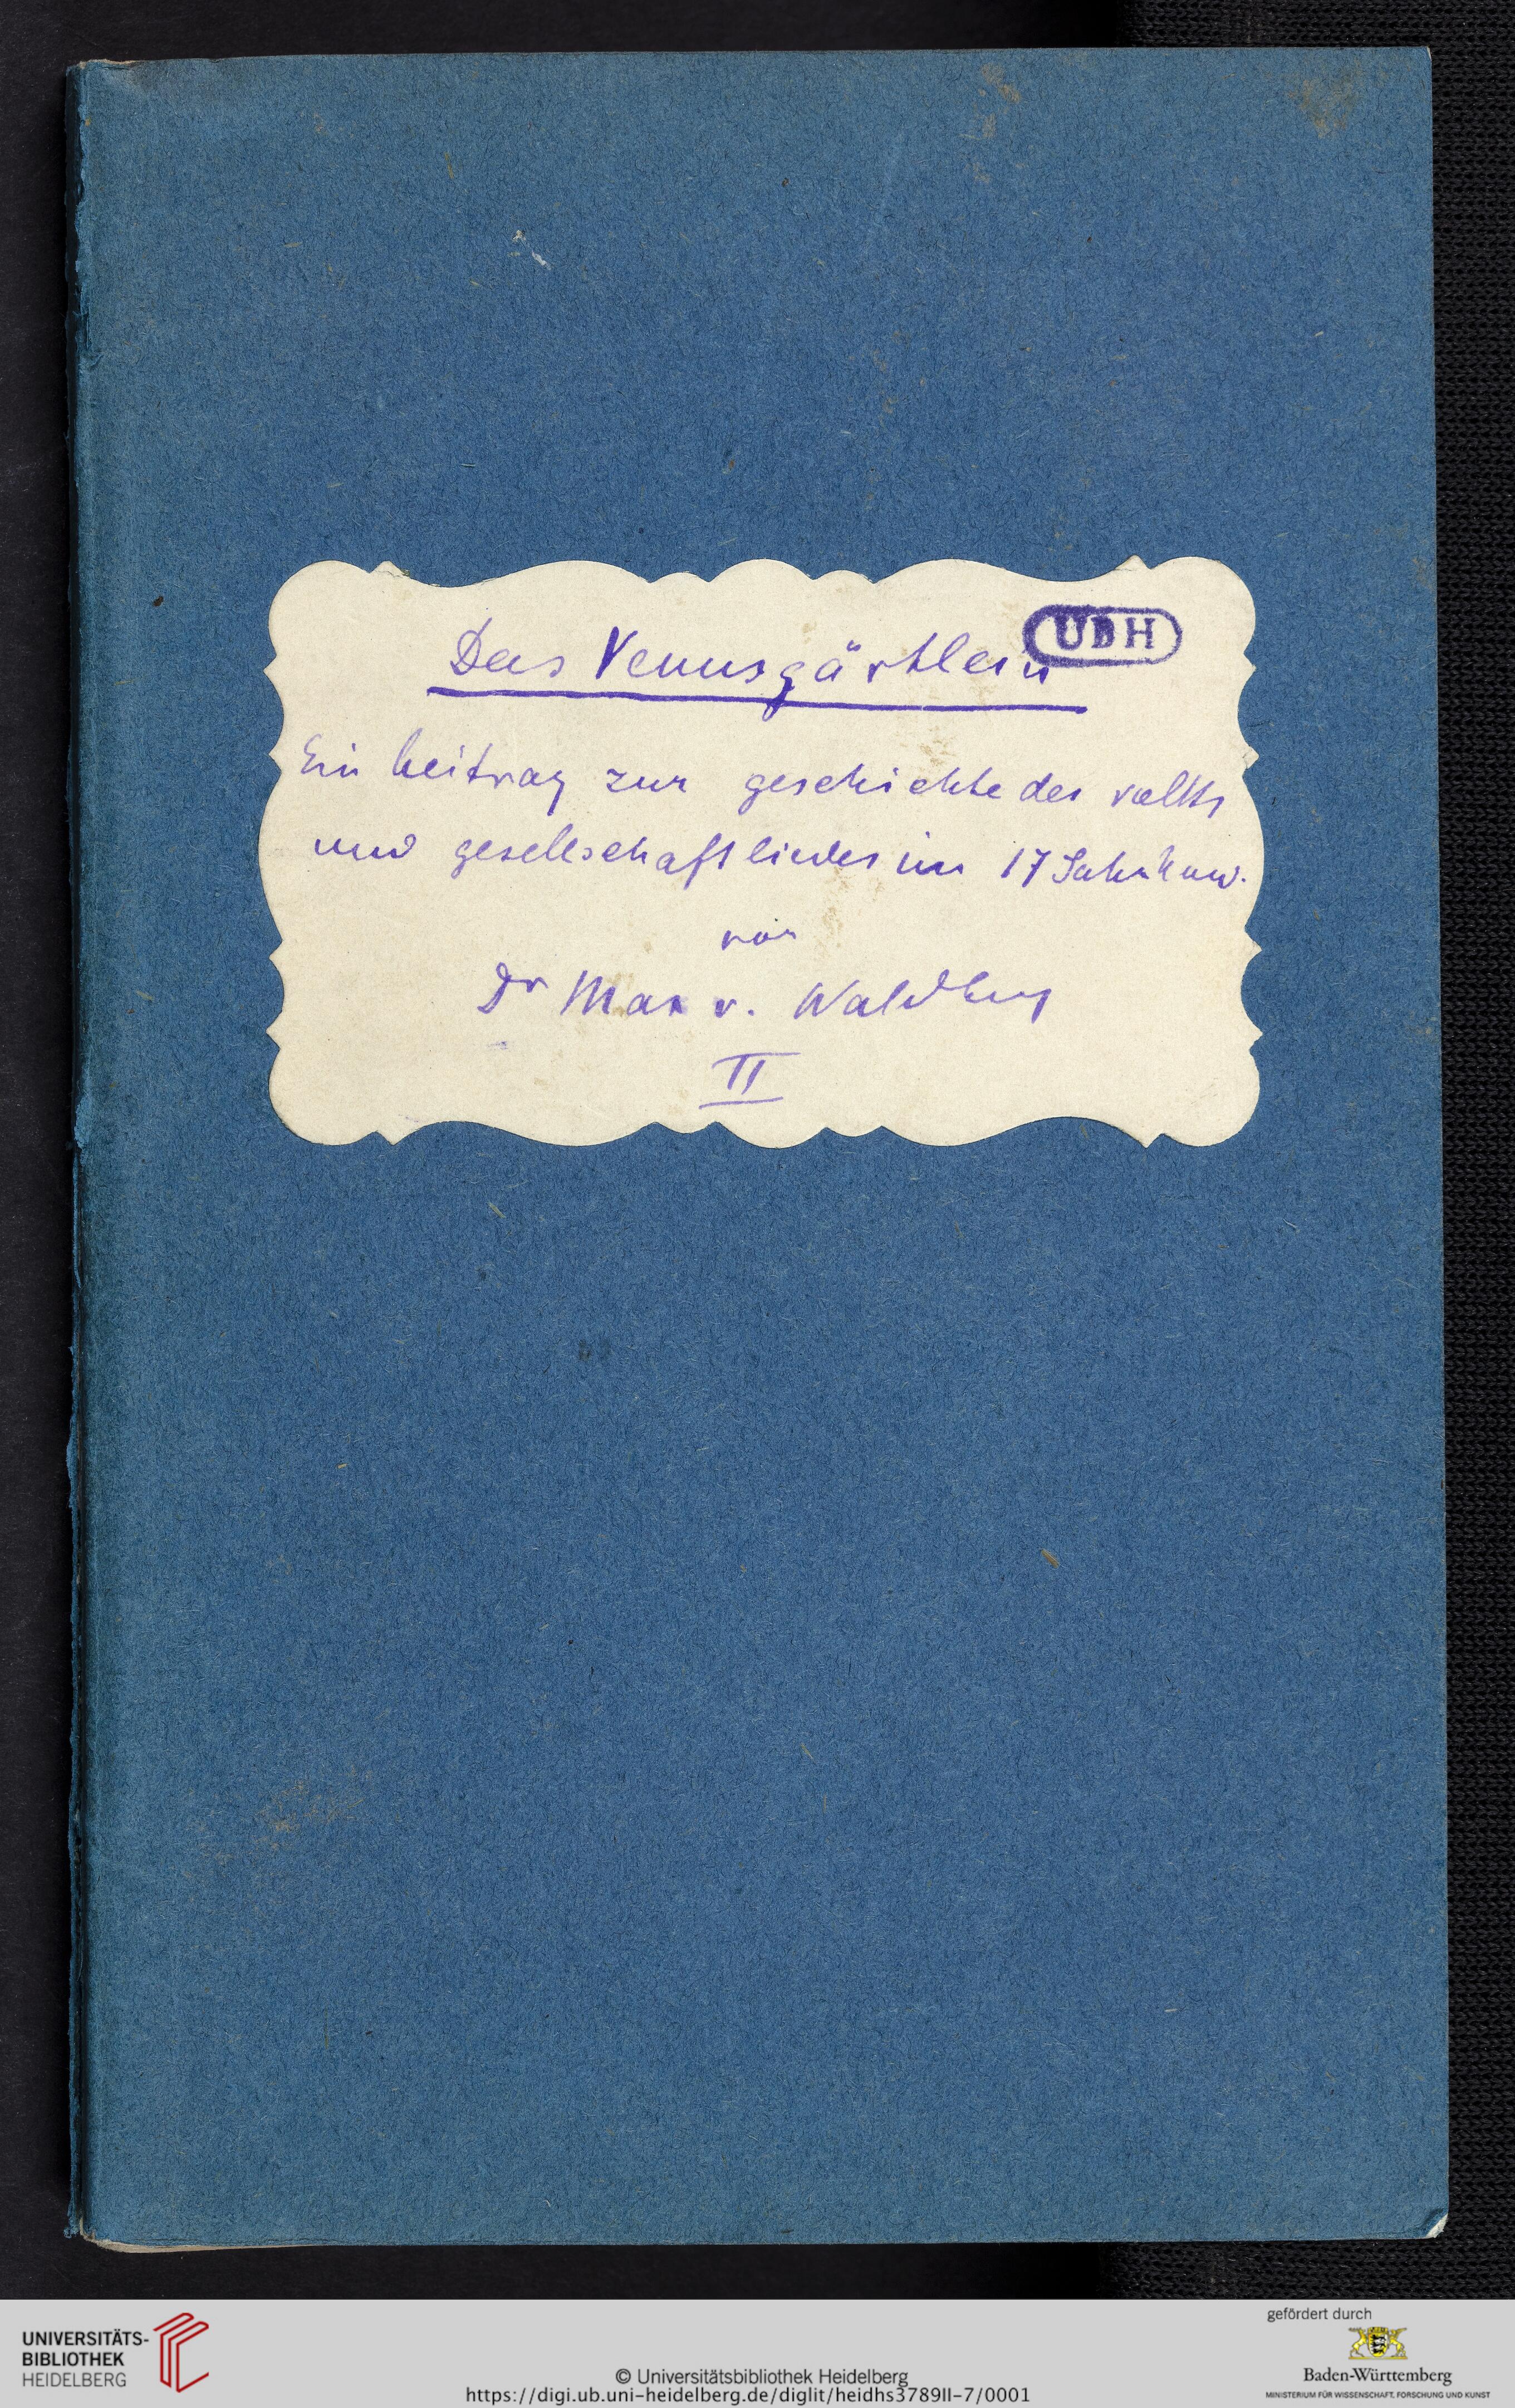 UBH
Das Venusgärtlein
Ein beitrag zur geschichte des volks
und gesellschaftliedes im 17 Jahrhund.
von
Dr Max v. Waldberg
II
UNIVERSITÄTS-
BIBLIOTHEK
HEIDELBERG
© Universitätsbibliothek Heidelberg
https://digi.ub.uni-heidelberg.de/diglit/heidhs3789II-7/0001
gefördert durch
Baden-Württemberg
MINISTERIUM FÜR WISSENSCHAFT, FORSCHUNG UND KUNST